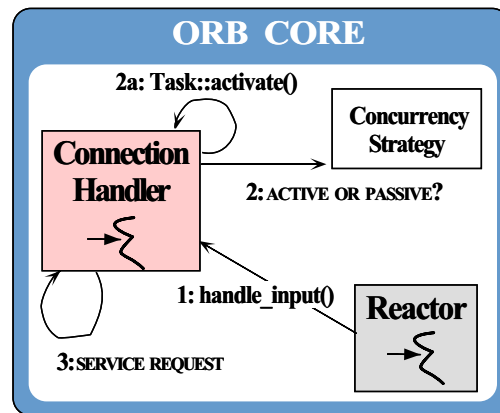 ORB CORE
2a: Task::activate()
Concurrency
Strategy
Connection
Handler
2: ACTIVE OR PASSIVE?
1: handle_input()
Reactor
3: SERVICE REQUEST